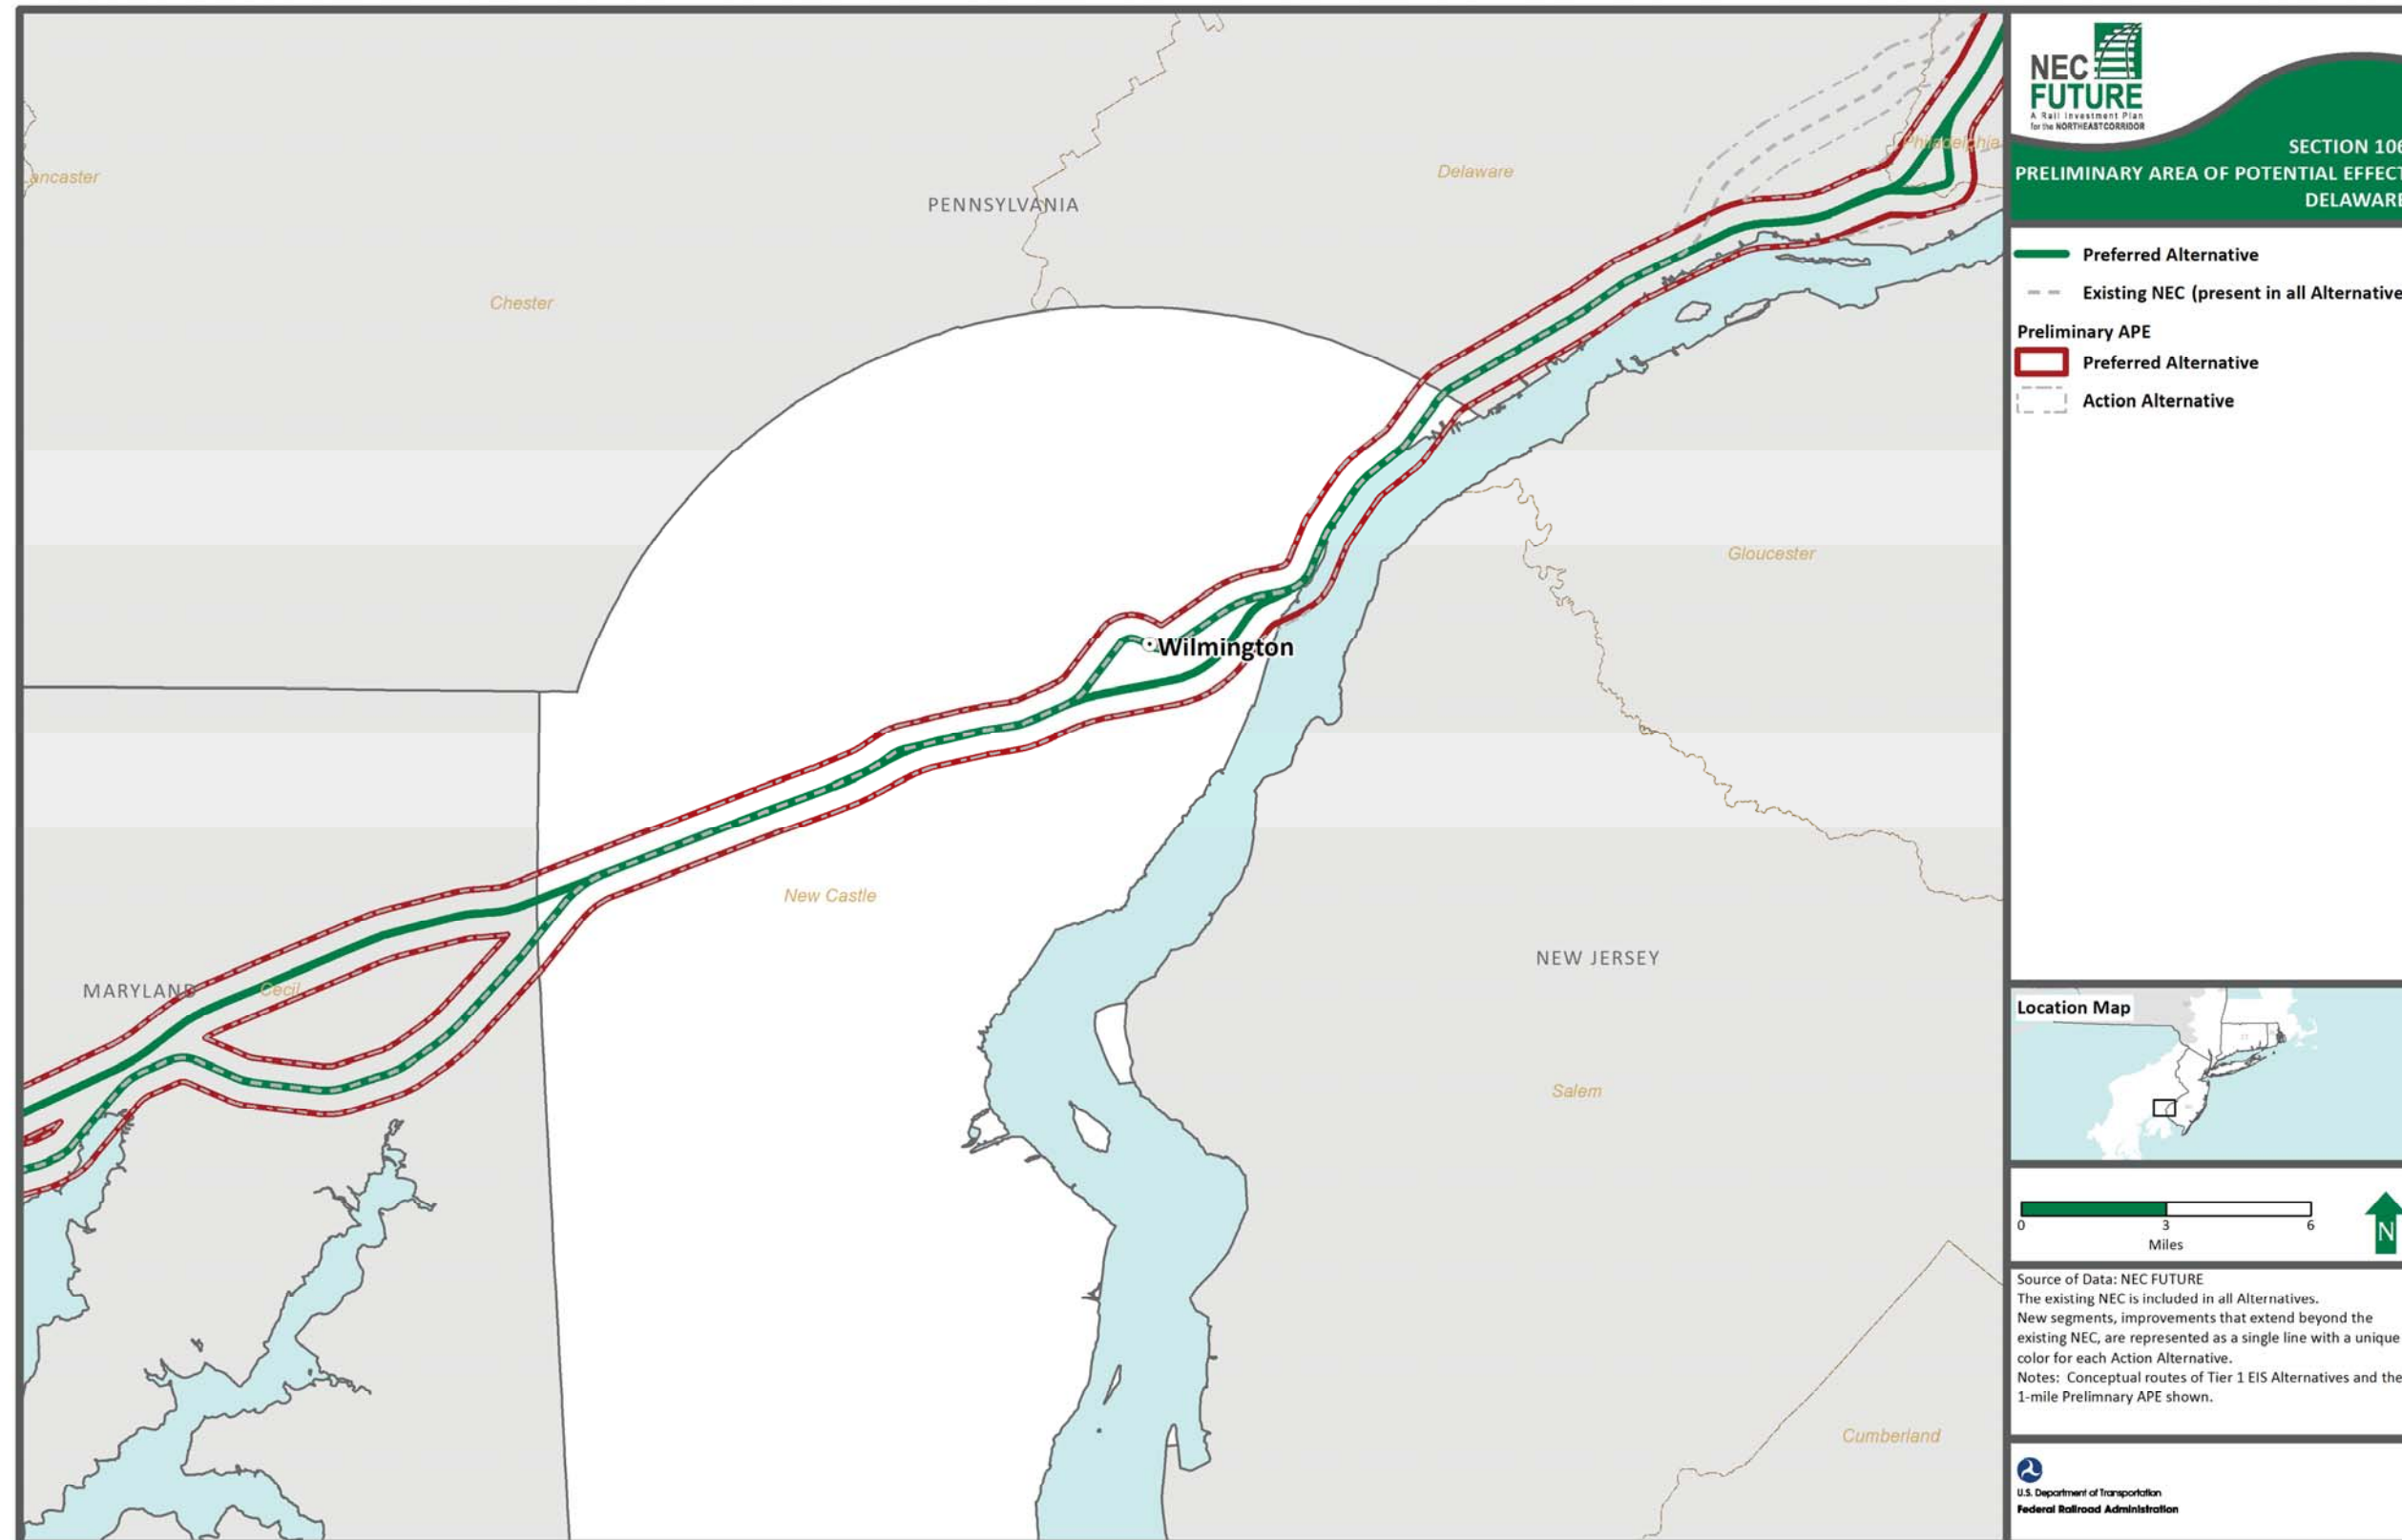 Lancaster
PENNSYLVANIA
Delaware
Philadelphia
Chester
Gloucester
Wilmington
New Castle
MARYLAND
Cecil
NEW JERSEY
Salem
Cumberland
NEC
FUTURE
A Rail Investment Plan
for the NORTHEAST CORRIDOR
SECTION 106
PRELIMINARY AREA OF POTENTIAL EFFECT
DELAWARE
Preferred Alternative
Existing NEC (present in all Alternative
Preliminary APE
Preferred Alternative
Action Alternative
Location Map
0 3 6
Miles
N
Source of Data: NEC FUTURE
The existing NEC is included in all Alternatives.
New segments, improvements that extend beyond the
existing NEC, are represented as a single line with a unique
color for each Action Alternative.
Notes: Conceptual routes of Tier 1 EIS Alternatives and the
1-mile Prelimnary APE shown.
U.S. Department of Transportation
Federal Railroad Administration